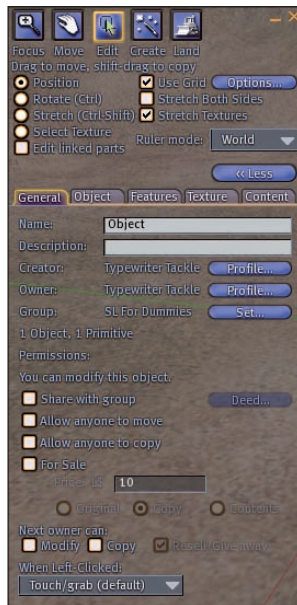 Focus Move Edit Create Land
Drag to move, shift-drag to copy
Position Use Grid Options...
Rotate (Ctrl) Stretch Both Sides
Stretch (Ctrl-Shift) Stretch Textures
Select Texture
Edit linked parts Ruler mode: World
<< Less
General Object Features Texture Content
Name: Object
Description:
Creator: Typewriter Tackle Profile...
Owner: Typewriter Tackle Profile...
Group: SL For Dummies Set...
1 Object, 1 Primitive
Permissions:
You can modify this object.
Share with group Deed...
Allow anyone to move
Allow anyone to copy
For Sale
Price: L$ 10
Original Copy Contents
Next owner can:
Modify Copy Resell/Give away
When Left-Clicked:
Touch/grab (default)